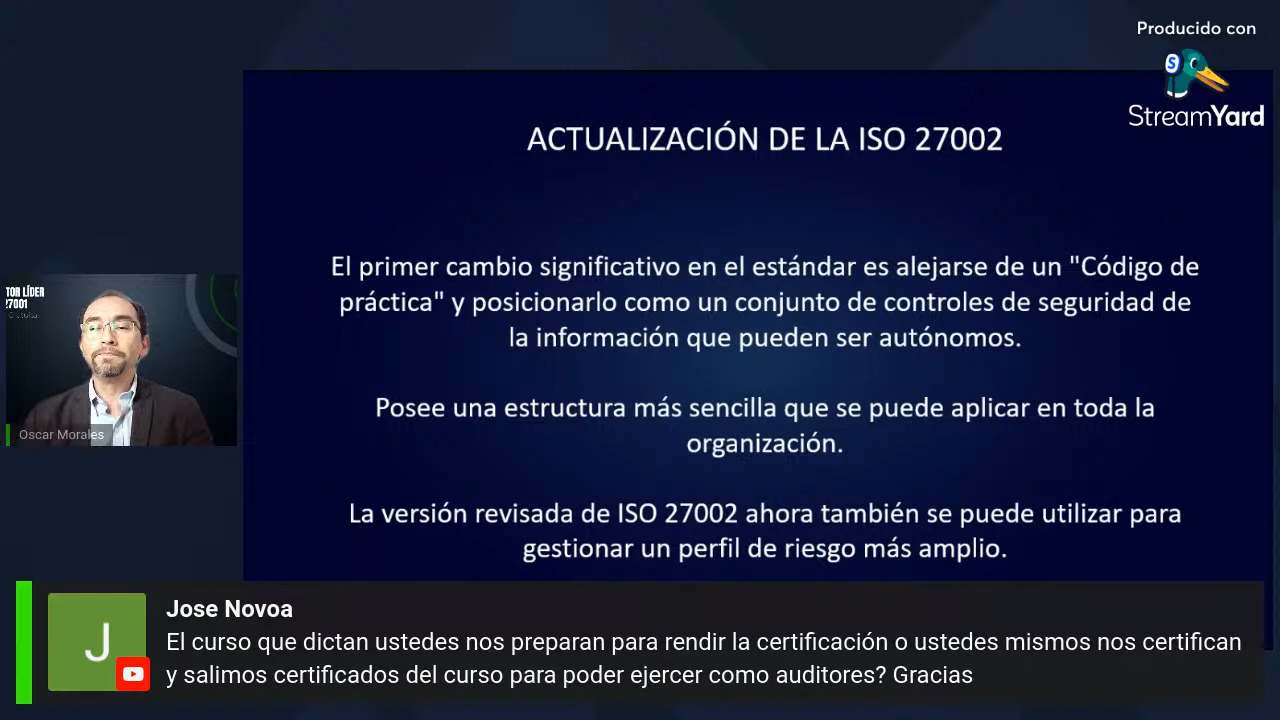 Producido con
StreamYard
ACTUALIZACIÓN DE LA ISO 27002
El primer cambio significativo en el estándar es alejarse de un "Código de
práctica" y posicionarlo como un conjunto de controles de seguridad de
la información que pueden ser autónomos.
Posee una estructura más sencilla que se puede aplicar en toda la
organización.
La versión revisada de ISO 27002 ahora también se puede utilizar para
gestionar un perfil de riesgo más amplio.
TOR LÍDER
27001
Gratuita
Oscar Morales
J
Jose Novoa
El curso que dictan ustedes nos preparan para rendir la certificación o ustedes mismos nos certifican
y salimos certificados del curso para poder ejercer como auditores? Gracias